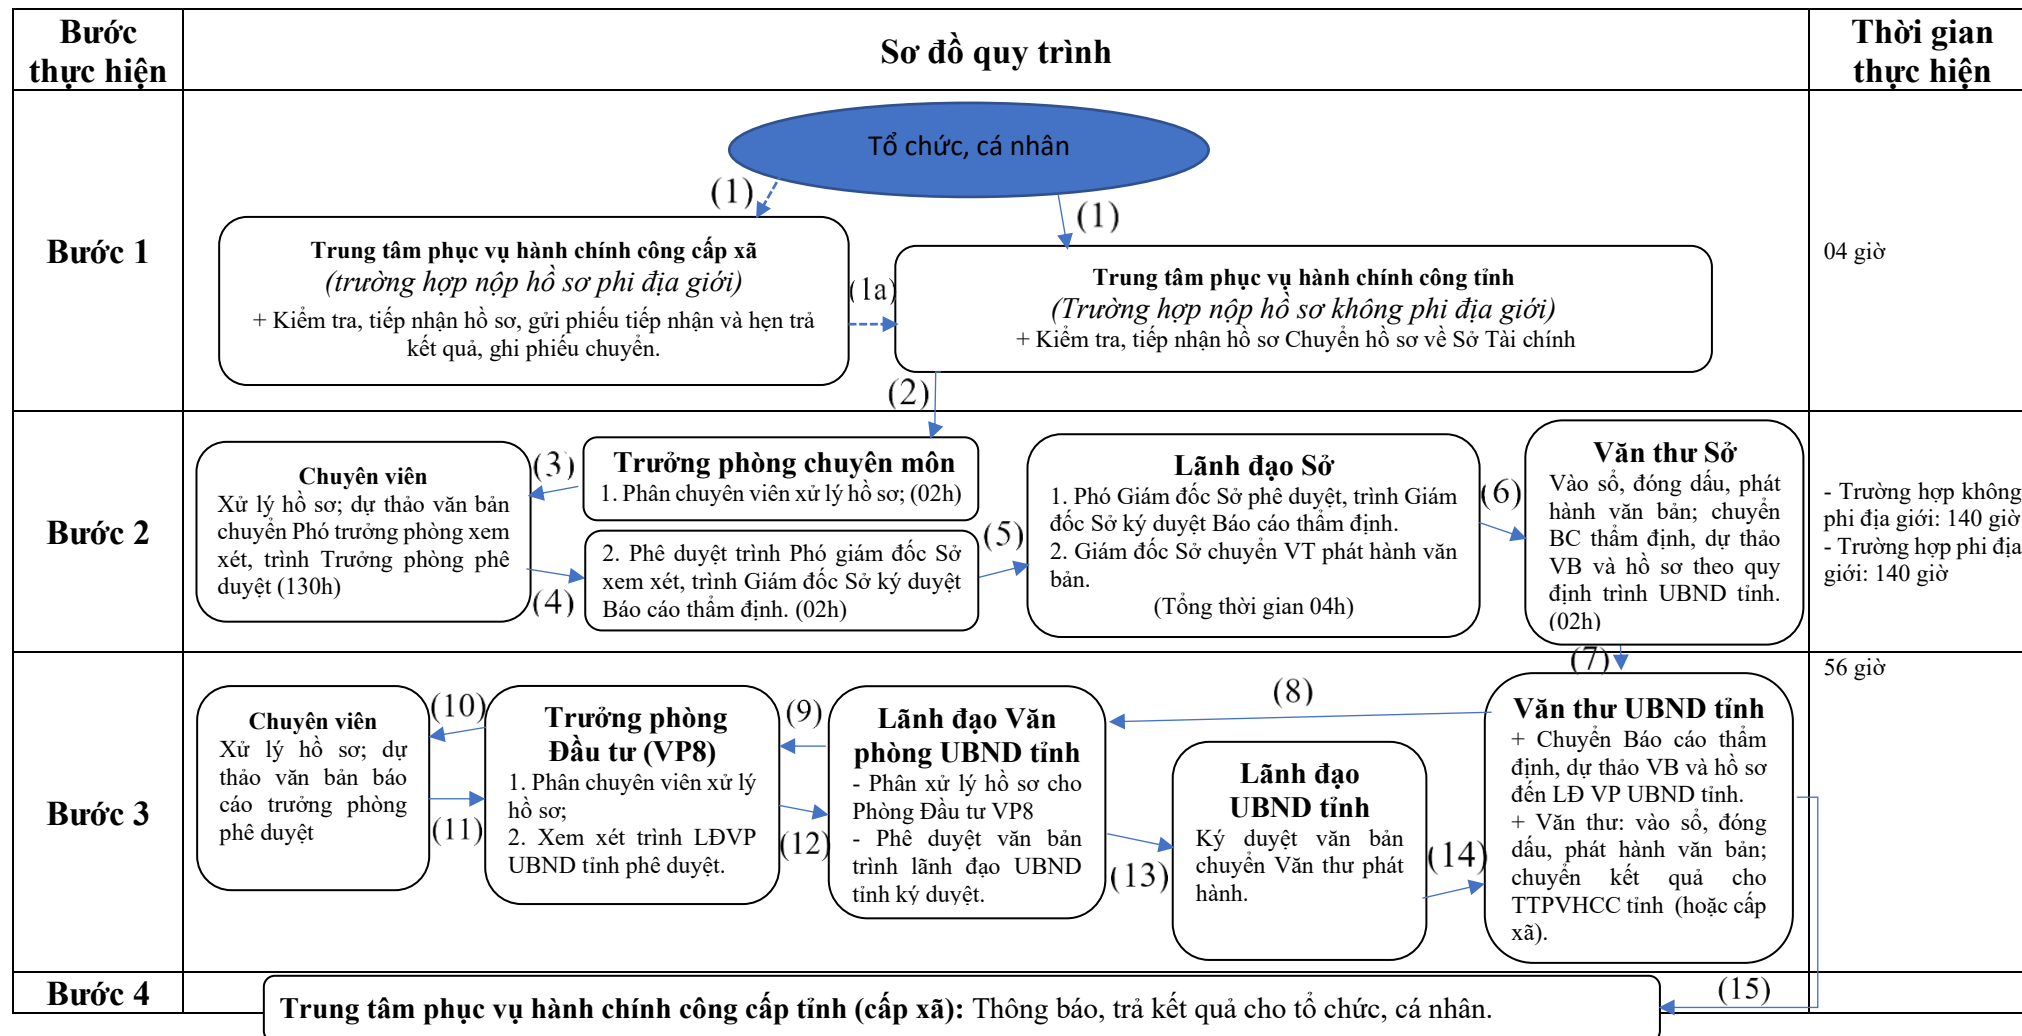 Bước
thực hiện
Sơ đồ quy trình
Thời gian
thực hiện
Bước 1
Tổ chức, cá nhân
(1)
(1)
Trung tâm phục vụ hành chính công cấp xã
(trường hợp nộp hồ sơ phi địa giới)
+ Kiểm tra, tiếp nhận hồ sơ, gửi phiếu tiếp nhận và hẹn trả
kết quả, ghi phiếu chuyển.
(1a)
Trung tâm phục vụ hành chính công tỉnh
(Trường hợp nộp hồ sơ không phi địa giới)
+ Kiểm tra, tiếp nhận hồ sơ Chuyển hồ sơ về Sở Tài chính
04 giờ
(2)
Bước 2
Chuyên viên
Xử lý hồ sơ; dự thảo văn bản
chuyển Phó trưởng phòng xem
xét, trình Trưởng phòng phê
duyệt (130h)
(3)
(4)
Trưởng phòng chuyên môn
1. Phân chuyên viên xử lý hồ sơ; (02h)
2. Phê duyệt trình Phó giám đốc Sở
xem xét, trình Giám đốc Sở ký duyệt
Báo cáo thẩm định. (02h)
(5)
Lãnh đạo Sở
1. Phó Giám đốc Sở phê duyệt, trình Giám
đốc Sở ký duyệt Báo cáo thẩm định.
2. Giám đốc Sở chuyển VT phát hành văn
bản.
(Tổng thời gian 04h)
(6)
Văn thư Sở
Vào sổ, đóng dấu, phát
hành văn bản; chuyển
BC thẩm định, dự thảo
VB và hồ sơ theo quy
định trình UBND tỉnh.
(02h)
- Trường hợp không
phi địa giới: 140 giờ
- Trường hợp phi địa
giới: 140 giờ
(7)
Bước 3
Chuyên viên
Xử lý hồ sơ; dự
thảo văn bản báo
cáo trưởng phòng
phê duyệt
(10)
(11)
Trưởng phòng
Đầu tư (VP8)
1. Phân chuyên viên xử lý
hồ sơ;
2. Xem xét trình LĐVP
UBND tỉnh phê duyệt.
(9)
(12)
Lãnh đạo Văn
phòng UBND tỉnh
- Phân xử lý hồ sơ cho
Phòng Đầu tư VP8
- Phê duyệt văn bản
trình lãnh đạo UBND
tỉnh ký duyệt.
(8)
(13)
Lãnh đạo
UBND tỉnh
Ký duyệt văn bản
chuyển Văn thư phát
hành.
(14)
Văn thư UBND tỉnh
+ Chuyển Báo cáo thẩm
định, dự thảo VB và hồ sơ
đến LĐ VP UBND tỉnh.
+ Văn thư: vào sổ, đóng
dấu, phát hành văn bản;
chuyển kết quả cho
TTPVHCC tỉnh (hoặc cấp
xã).
56 giờ
Bước 4
Trung tâm phục vụ hành chính công cấp tỉnh (cấp xã): Thông báo, trả kết quả cho tổ chức, cá nhân.
(15)